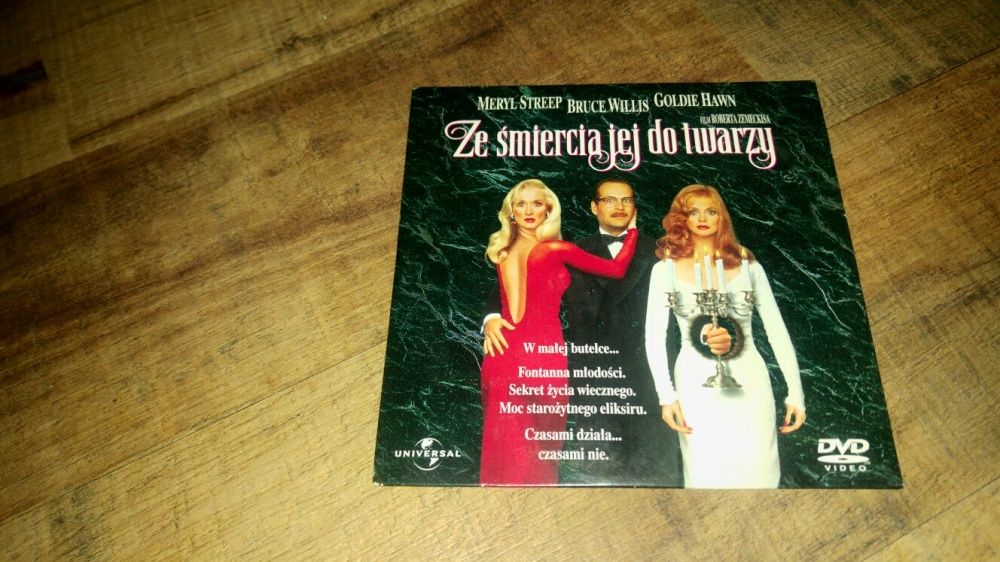 MERYL STREEP BRUCE WILLIS GOLDIE HAWN
FILM ROBERTA ZEMECKISA
Ze śmiercią jej do twarzy
W małej butelce...
Fontanna młodości.
Sekret życia wiecznego.
Moc starożytnego eliksiru.
Czasami działa...
czasami nie.
UNIVERSAL
DVD
VIDEO